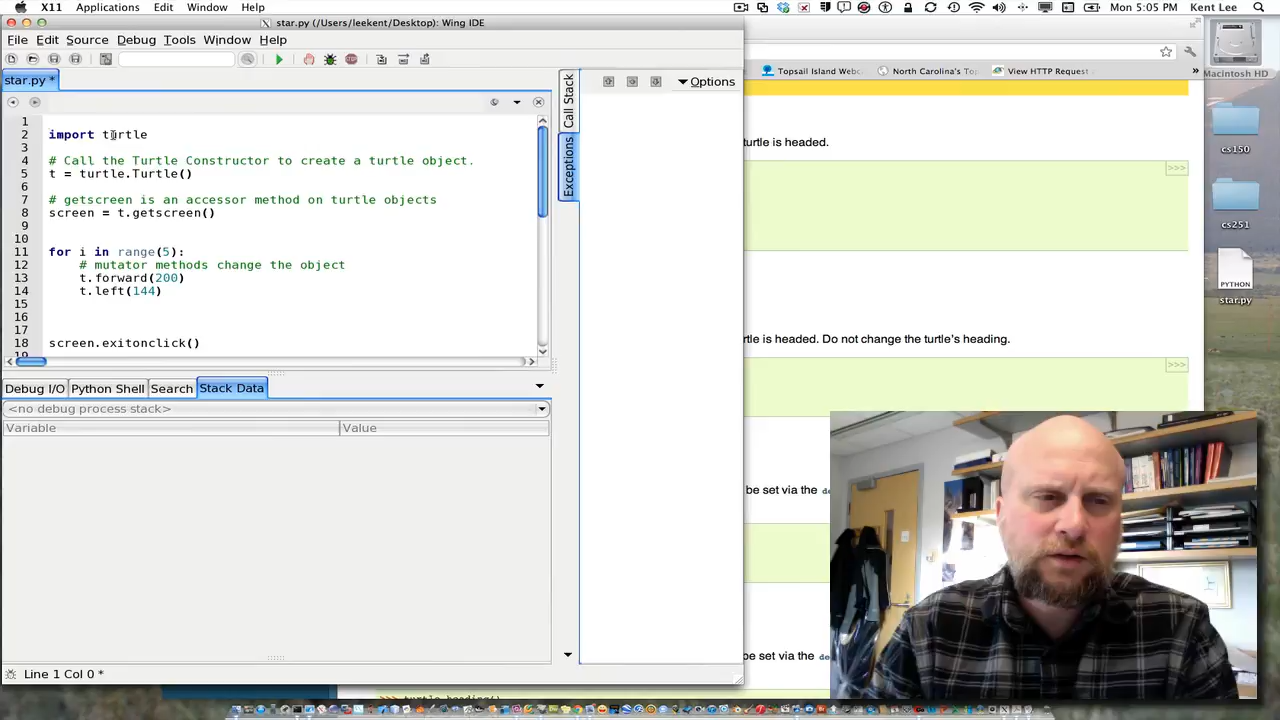 X11 Applications Edit Window Help
Mon 5:05 PM Kent Lee
star.py (/Users/leekent/Desktop): Wing IDE
File Edit Source Debug Tools Window Help
star.py *
Options
Call Stack
Exceptions
1
2 import turtle
3
4 # Call the Turtle Constructor to create a turtle object.
5 t = turtle.Turtle()
6
7 # getscreen is an accessor method on turtle objects
8 screen = t.getscreen()
9
10
11 for i in range(5):
12 # mutator methods change the object
13 t.forward(200)
14 t.left(144)
15
16
17
18 screen.exitonclick()
19
Debug I/O Python Shell Search Stack Data
<no debug process stack>
Variable Value
Line 1 Col 0 *
Topsail Island Webc
North Carolina's Top
View HTTP Request
»
turtle is headed.
>>>
rtle is headed. Do not change the turtle's heading.
>>>
be set via the
be set via the
>>> turtle.heading()
Macintosh HD
cs150
cs251
PYTHON
star.py